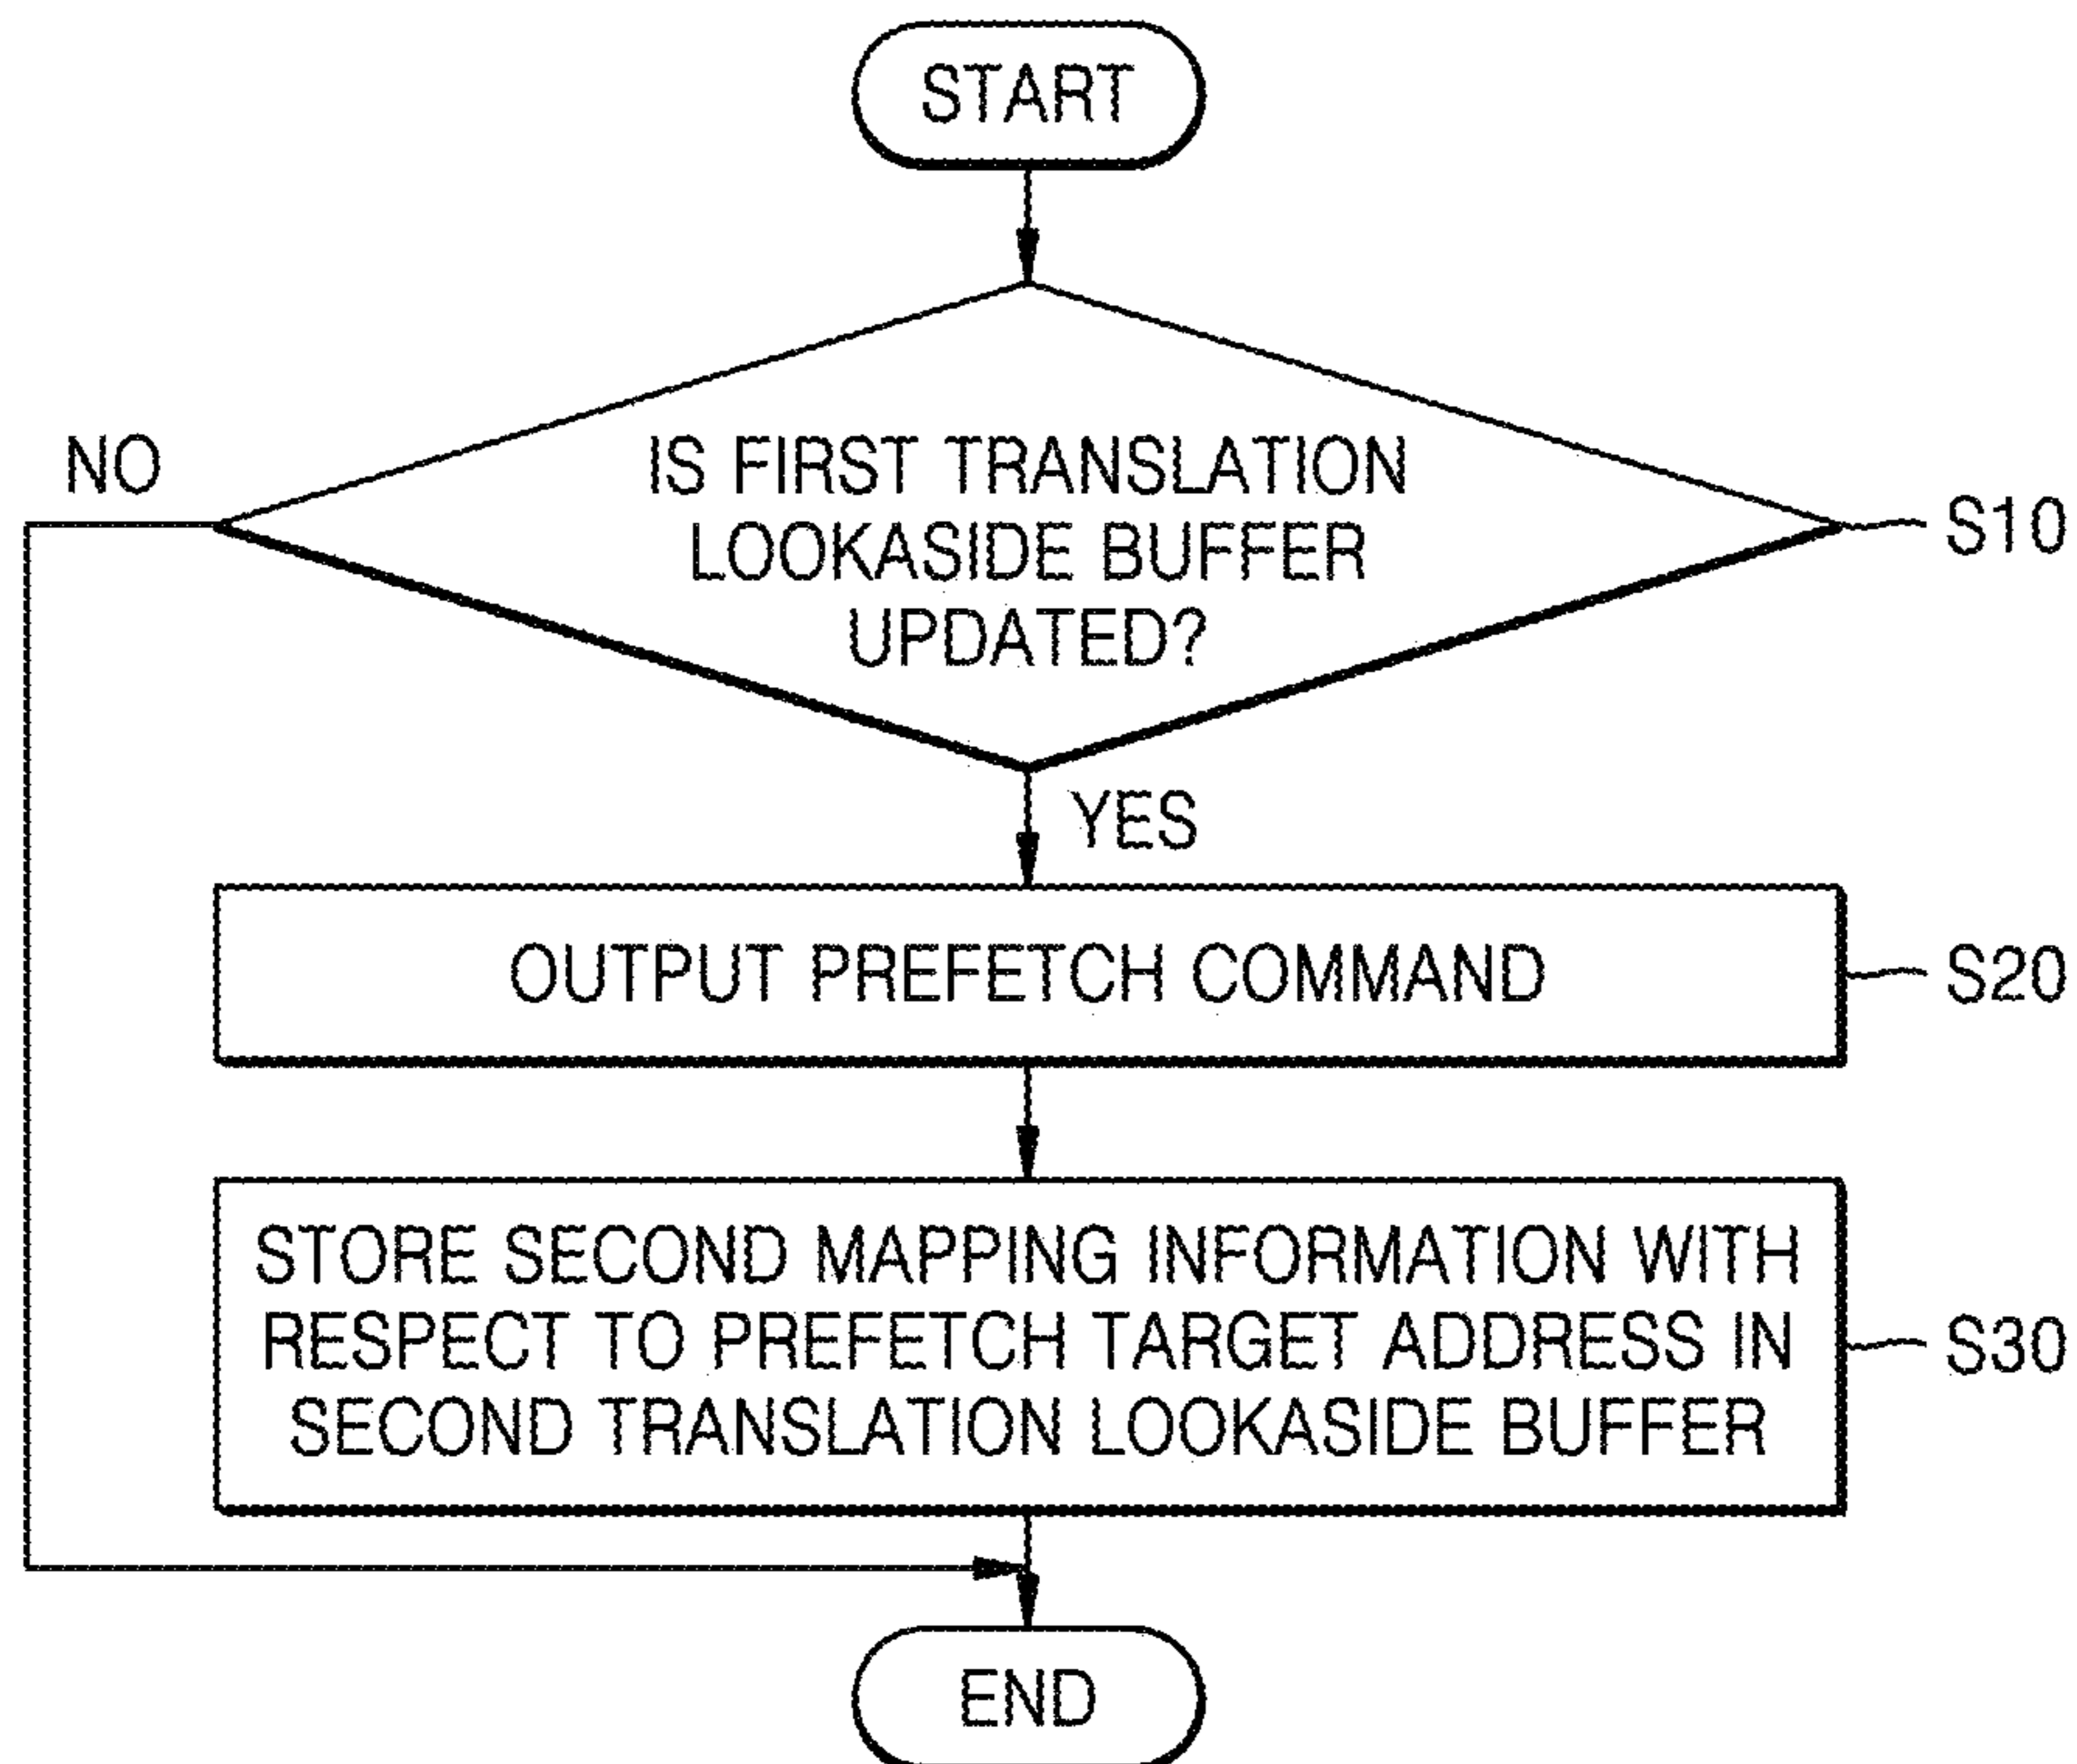 START
NO
IS FIRST TRANSLATION
LOOKASIDE BUFFER
UPDATED?
S10
YES
OUTPUT PREFETCH COMMAND
S20
STORE SECOND MAPPING INFORMATION WITH
RESPECT TO PREFETCH TARGET ADDRESS IN
SECOND TRANSLATION LOOKASIDE BUFFER
S30
END